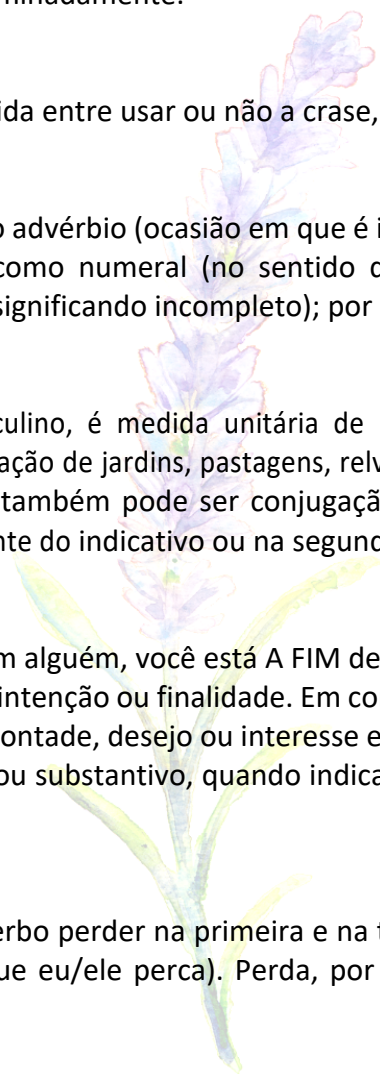 minadamente.
ida entre usar ou não a crase,
o advérbio (ocasião em que é i
como numeral (no sentido d
significando incompleto); por
culino, é medida unitária de
ação de jardins, pastagens, relv
também pode ser conjugaçã
nte do indicativo ou na segund
m alguém, você está A FIM de
intenção ou finalidade. Em co
ontade, desejo ou interesse e
ou substantivo, quando indica
erbo perder na primeira e na t
ue eu/ele perca). Perda, por